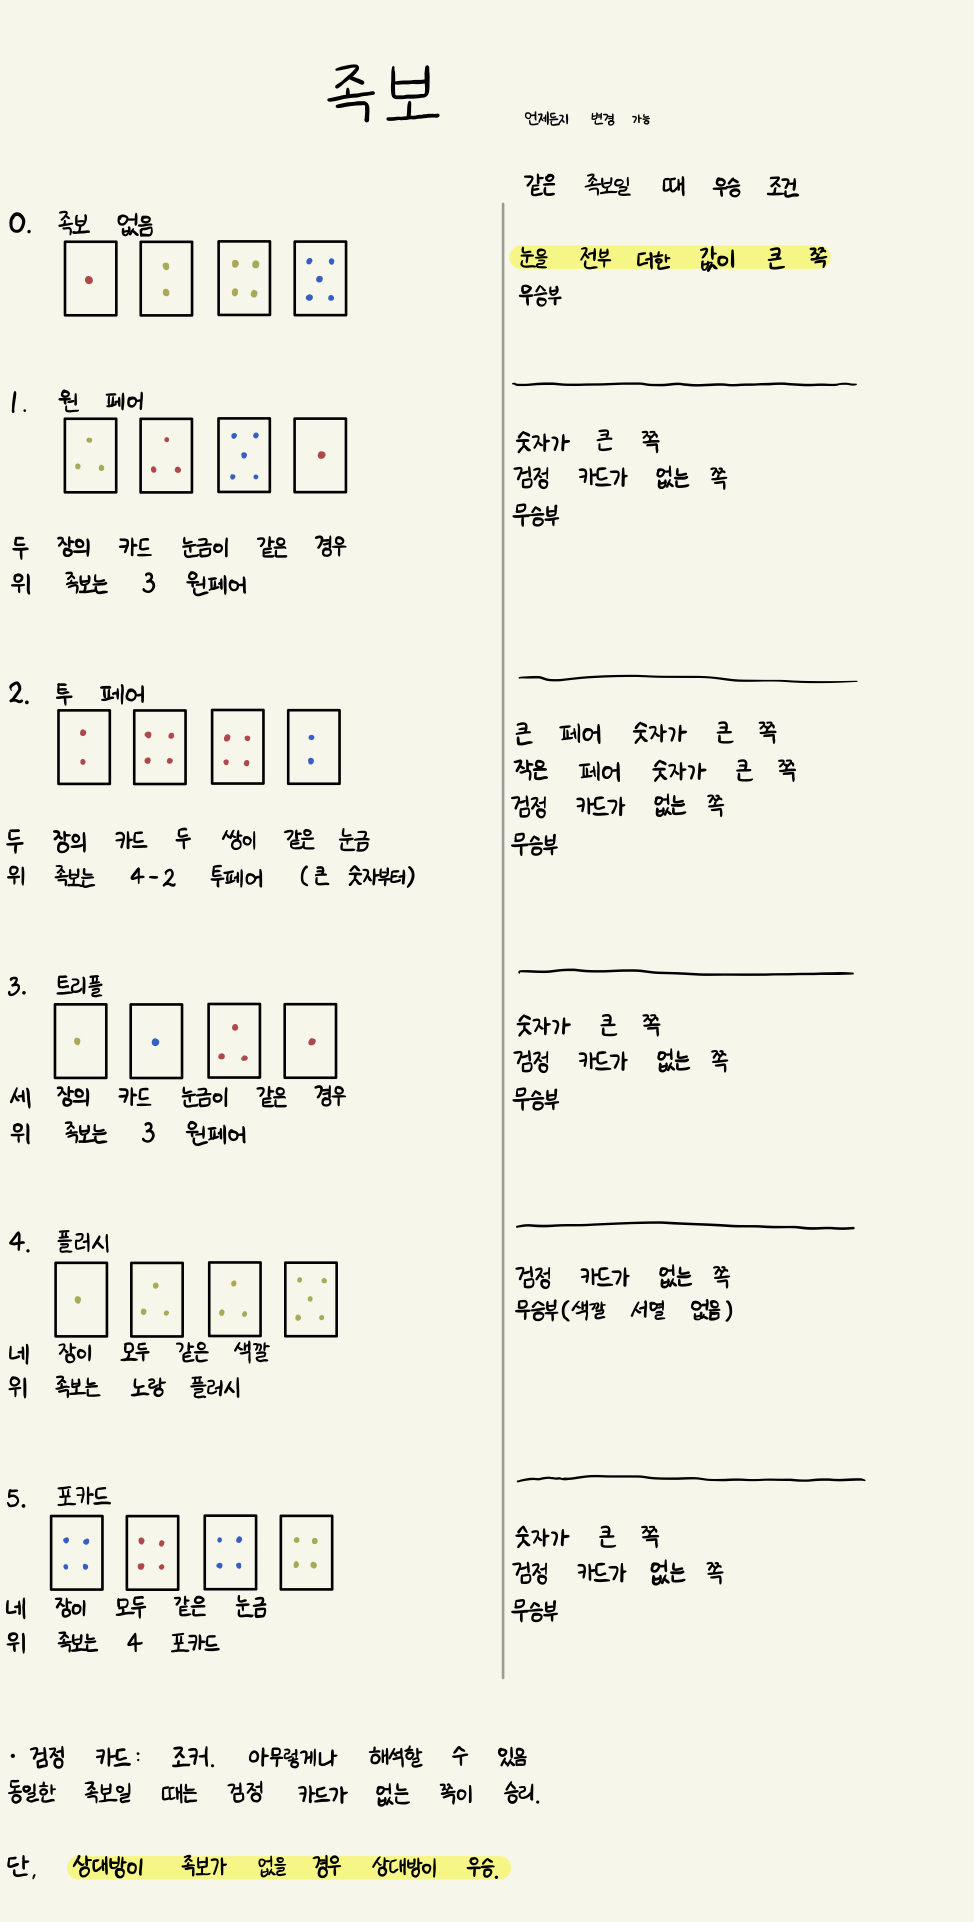 족보
언제든지 변경 가능
같은 족보일 때 우승 조건
0. 족보 없음
눈을 전부 더한 값이 큰 쪽
무승부
1. 원 페어
숫자가 큰 쪽
검정 카드가 없는 쪽
무승부
두 장의 카드 눈금이 같은 경우
위 족보는 3 원페어
2. 투 페어
큰 페어 숫자가 큰 쪽
작은 페어 숫자가 큰 쪽
검정 카드가 없는 쪽
무승부
두 장의 카드 두 쌍이 같은 눈금
위 족보는 4-2 투페어 (큰 숫자부터)
3. 트리플
숫자가 큰 쪽
검정 카드가 없는 쪽
무승부
세 장의 카드 눈금이 같은 경우
위 족보는 3 원페어
4. 플러시
검정 카드가 없는 쪽
무승부(색깔 서열 없음)
네 장이 모두 같은 색깔
위 족보는 노랑 플러시
5. 포카드
숫자가 큰 쪽
검정 카드가 없는 쪽
무승부
네 장이 모두 같은 눈금
위 족보는 4 포카드
· 검정 카드: 조커. 아무렇게나 해석할 수 있음
동일한 족보일 때는 검정 카드가 없는 쪽이 승리.
단, 상대방이 족보가 없을 경우 상대방이 우승.